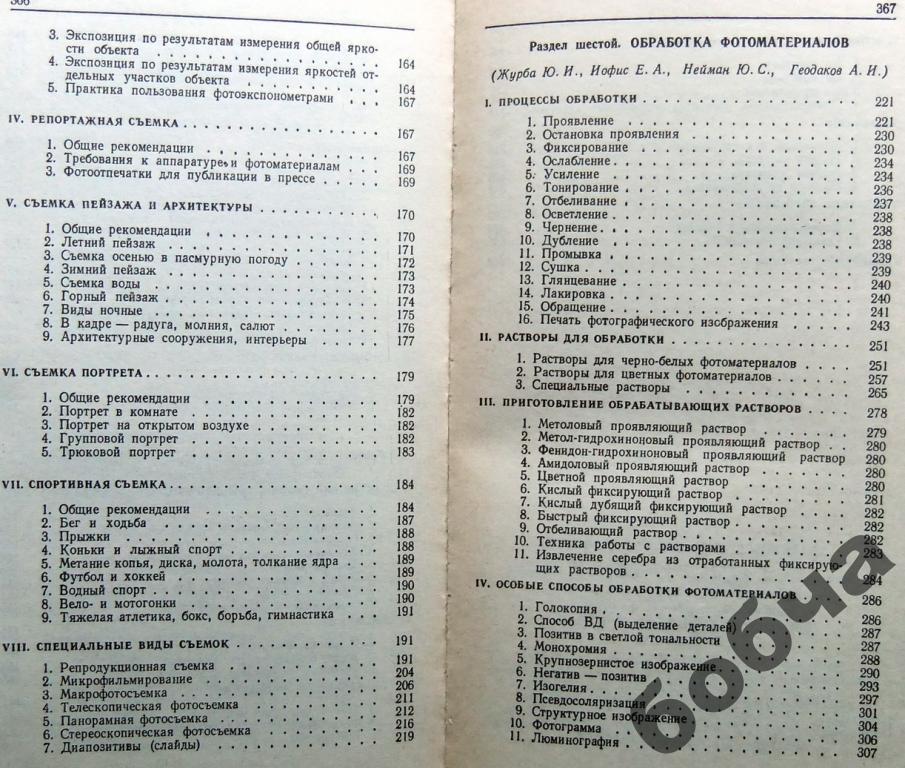 366
3. Экспозиция по результатам измерения общей ярко-
сти объекта . . . 164
4. Экспозиция по результатам измерения яркостей от-
дельных участков объекта . . . 164
5. Практика пользования фотоэкспонометрами . . . 167
IV. РЕПОРТАЖНАЯ СЪЕМКА . . . 167
1. Общие рекомендации . . . 167
2. Требования к аппаратуре и фотоматериалам . . . 169
3. Фотоотпечатки для публикации в прессе . . . 169
V. СЪЕМКА ПЕЙЗАЖА И АРХИТЕКТУРЫ . . . 170
1. Общие рекомендации . . . 170
2. Летний пейзаж . . . 171
3. Съемка осенью в пасмурную погоду . . . 172
4. Зимний пейзаж . . . 173
5. Съемка воды . . . 173
6. Горный пейзаж . . . 174
7. Виды ночные . . . 175
8. В кадре — радуга, молния, салют . . . 176
9. Архитектурные сооружения, интерьеры . . . 177
VI. СЪЕМКА ПОРТРЕТА . . . 179
1. Общие рекомендации . . . 179
2. Портрет в комнате . . . 182
3. Портрет на открытом воздухе . . . 182
4. Групповой портрет . . . 182
5. Трюковой портрет . . . 183
VII. СПОРТИВНАЯ СЪЕМКА . . . 184
1. Общие рекомендации . . . 184
2. Бег и ходьба . . . 187
3. Прыжки . . . 188
4. Коньки и лыжный спорт . . . 188
5. Метание копья, диска, молота, толкание ядра . . . 189
6. Футбол и хоккей . . . 189
7. Водный спорт . . . 190
8. Вело- и мотогонки . . . 190
9. Тяжелая атлетика, бокс, борьба, гимнастика . . . 191
VIII. СПЕЦИАЛЬНЫЕ ВИДЫ СЪЕМОК . . . 191
1. Репродукционная съемка . . . 191
2. Микрофильмирование . . . 204
3. Макрофотосъемка . . . 206
4. Телескопическая фотосъемка . . . 211
5. Панорамная фотосъемка . . . 212
6. Стереоскопическая фотосъемка . . . 216
7. Диапозитивы (слайды) . . . 219
367
Раздел шестой. ОБРАБОТКА ФОТОМАТЕРИАЛОВ
(Журба Ю. И., Иофис Е. А., Нейман Ю. С., Геодаков А. И.)
I. ПРОЦЕССЫ ОБРАБОТКИ . . . 221
1. Проявление . . . 221
2. Остановка проявления . . . 230
3. Фиксирование . . . 230
4. Ослабление . . . 234
5. Усиление . . . 234
6. Тонирование . . . 236
7. Отбеливание . . . 237
8. Осветление . . . 238
9. Чернение . . . 238
10. Дубление . . . 238
11. Промывка . . . 239
12. Сушка . . . 239
13. Глянцевание . . . 240
14. Лакировка . . . 240
15. Обращение . . . 241
16. Печать фотографического изображения . . . 243
II. РАСТВОРЫ ДЛЯ ОБРАБОТКИ . . . 251
1. Растворы для черно-белых фотоматериалов . . . 251
2. Растворы для цветных фотоматериалов . . . 257
3. Специальные растворы . . . 265
III. ПРИГОТОВЛЕНИЕ ОБРАБАТЫВАЮЩИХ РАСТВОРОВ . . . 278
1. Метоловый проявляющий раствор . . . 279
2. Метол-гидрохиноновый проявляющий раствор . . . 280
3. Фенидон-гидрохиноновый проявляющий раствор 280
4. Амидоловый проявляющий раствор . . . 280
5. Цветной проявляющий раствор . . . 280
6. Кислый фиксирующий раствор . . . 281
7. Кислый дубящий фиксирующий раствор . . . 282
8. Быстрый фиксирующий раствор . . . 282
9. Отбеливающий раствор . . . 282
10. Техника работы с растворами . . . 283
11. Извлечение серебра из отработанных фиксирую-
щих растворов . . . 284
IV. ОСОБЫЕ СПОСОБЫ ОБРАБОТКИ ФОТОМАТЕРИАЛОВ 286
1. Голокопия . . . 286
2. Способ ВД (выделение деталей) . . . 287
3. Позитив в светлой тональности . . . 287
4. Монохромия . . . 288
5. Крупнозернистое изображение . . . 290
6. Негатив — позитив . . . 293
7. Изогелия . . . 297
8. Псевдосоляризация . . . 301
9. Структурное изображение . . . 304
10. Фотограмма . . . 306
11. Люминография . . . 307
бобча